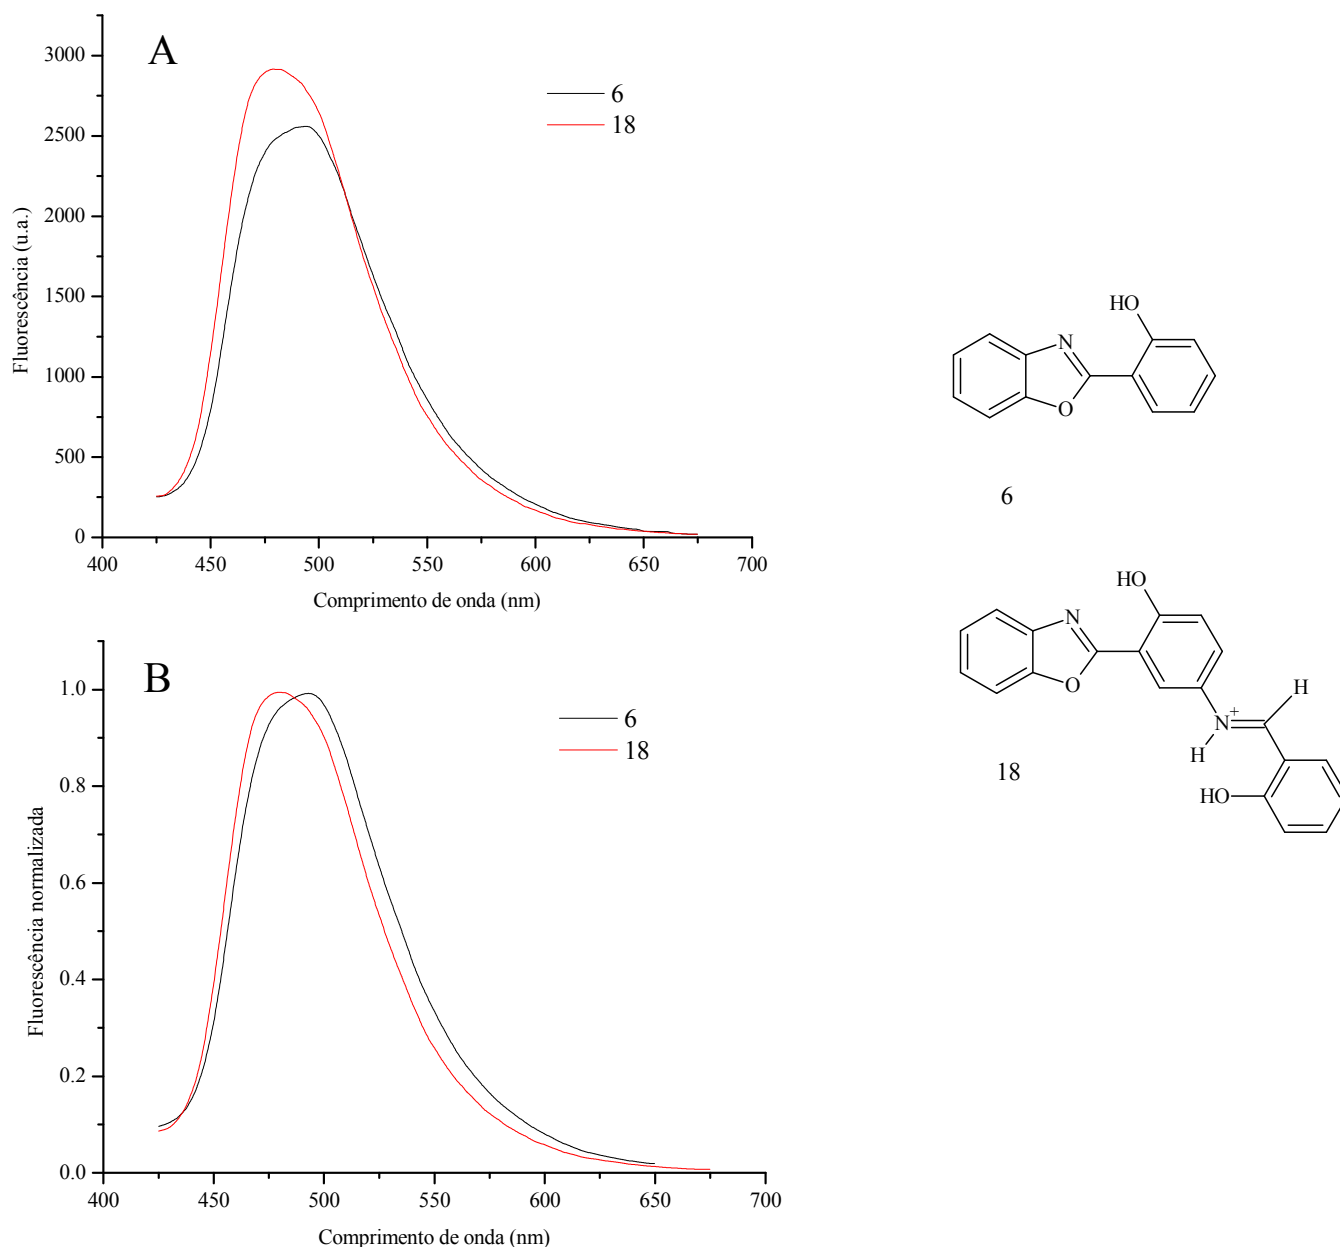 A
6
18
3000
2500
2000
1500
1000
500
0
400 450 500 550 600 650 700
Fluorescência (u.a.)
Comprimento de onda (nm)
B
6
18
1.0
0.8
0.6
0.4
0.2
0.0
400 450 500 550 600 650 700
Fluorescência normalizada
Comprimento de onda (nm)
HO
N
O
6
HO
N
O
H
N+
H
HO
18